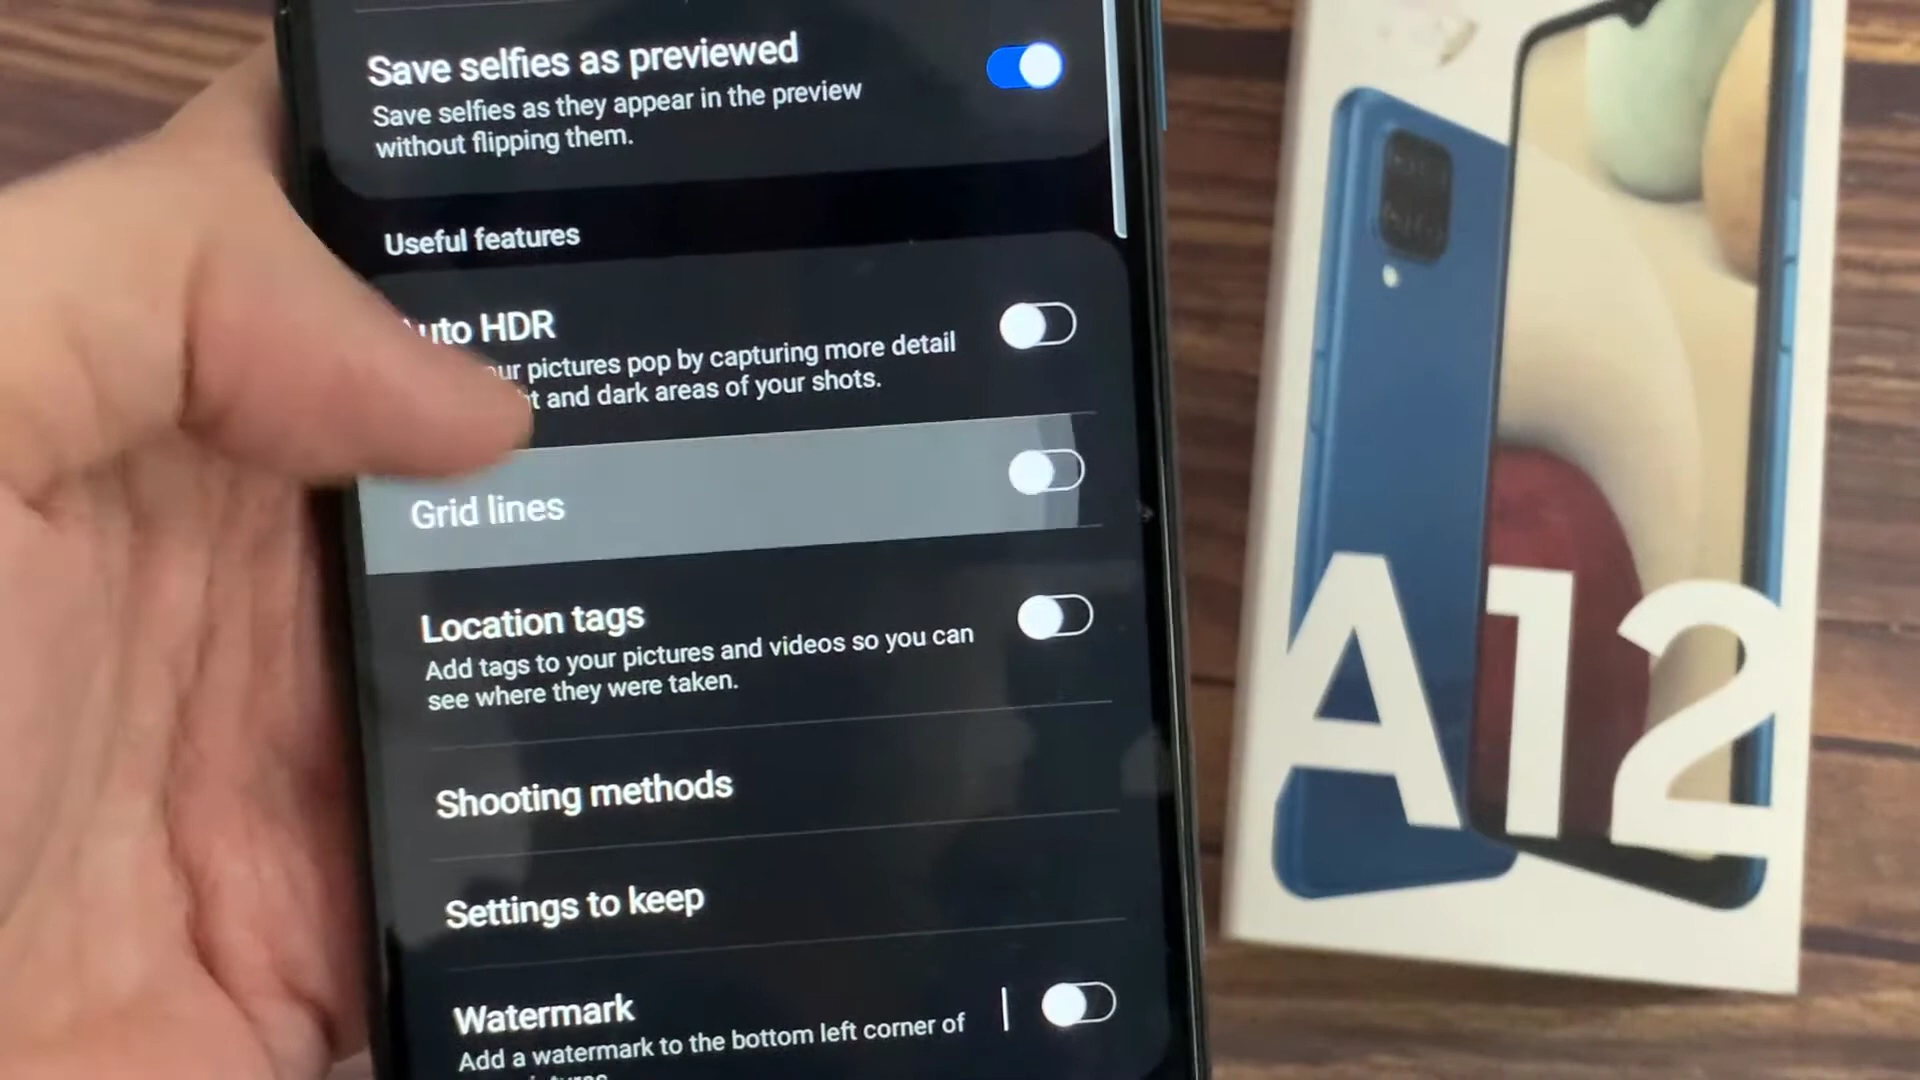 Save selfies as previewed
Save selfies as they appear in the preview
without flipping them.
Useful features
uto HDR
ur pictures pop by capturing more detail
t and dark areas of your shots.
Grid lines
Location tags
Add tags to your pictures and videos so you can
see where they were taken.
Shooting methods
Settings to keep
Watermark
Add a watermark to the bottom left corner of
A12